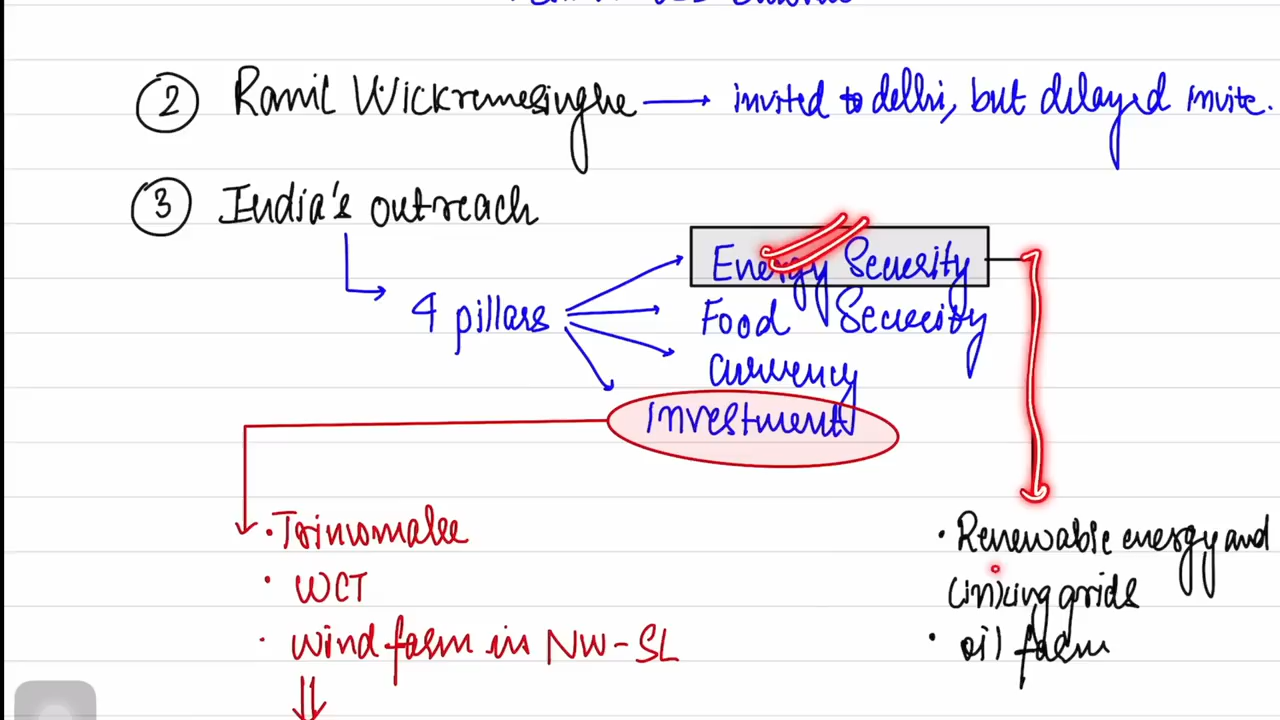 2 Ranil Wickremesinghe → invited to delhi, but delayed invite.
3 India's outreach
4 pillars
Energy Security
Food Security
Currency
Investment
• Trincomalee
• WCT
• Wind farm in NW-SL
• Renewable energy and
linking grids
• oil farm